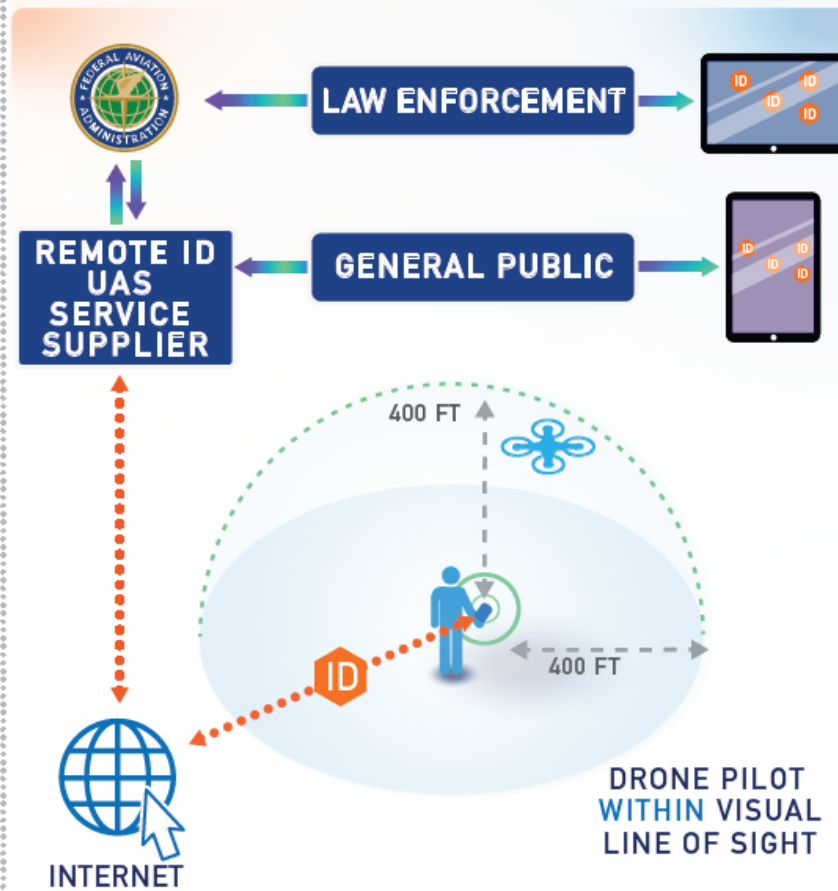 FEDERAL AVIATION
ADMINISTRATION
LAW ENFORCEMENT
ID
ID
ID
ID
REMOTE ID
UAS
SERVICE
SUPPLIER
GENERAL PUBLIC
ID
ID
ID
ID
400 FT
400 FT
ID
DRONE PILOT
WITHIN VISUAL
LINE OF SIGHT
INTERNET